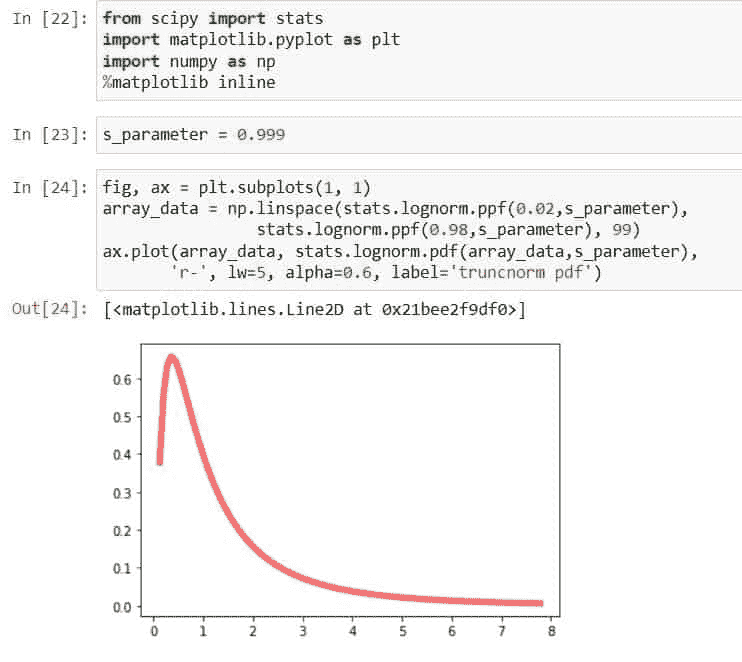 In [22]: from scipy import stats
import matplotlib.pyplot as plt
import numpy as np
%matplotlib inline
In [23]: s_parameter = 0.999
In [24]: fig, ax = plt.subplots(1, 1)
array_data = np.linspace(stats.lognorm.ppf(0.02,s_parameter),
stats.lognorm.ppf(0.98,s_parameter), 99)
ax.plot(array_data, stats.lognorm.pdf(array_data,s_parameter),
'r-', lw=5, alpha=0.6, label='truncnorm pdf')
Out[24]: [<matplotlib.lines.Line2D at 0x21bee2f9df0>]
0.6
0.5
0.4
0.3
0.2
0.1
0.0
0 1 2 3 4 5 6 7 8